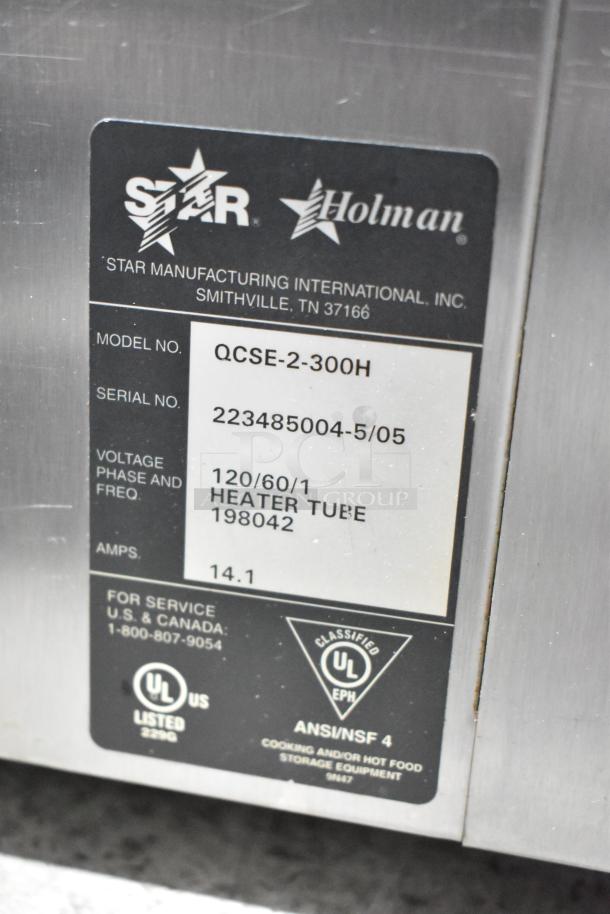 STAR® Holman®
STAR MANUFACTURING INTERNATIONAL, INC.
SMITHVILLE, TN 37166
MODEL NO. QCSE-2-300H
SERIAL NO. 223485004-5/05
VOLTAGE
PHASE AND
FREQ.
120/60/1
HEATER TUBE
198042
AMPS. 14.1
FOR SERVICE
U.S. & CANADA:
1-800-807-9054
UL US
LISTED
229G
CLASSIFIED
UL
EPH
ANSI/NSF 4
COOKING AND/OR HOT FOOD
STORAGE EQUIPMENT
9N47
PCI
AUCTION GROUP